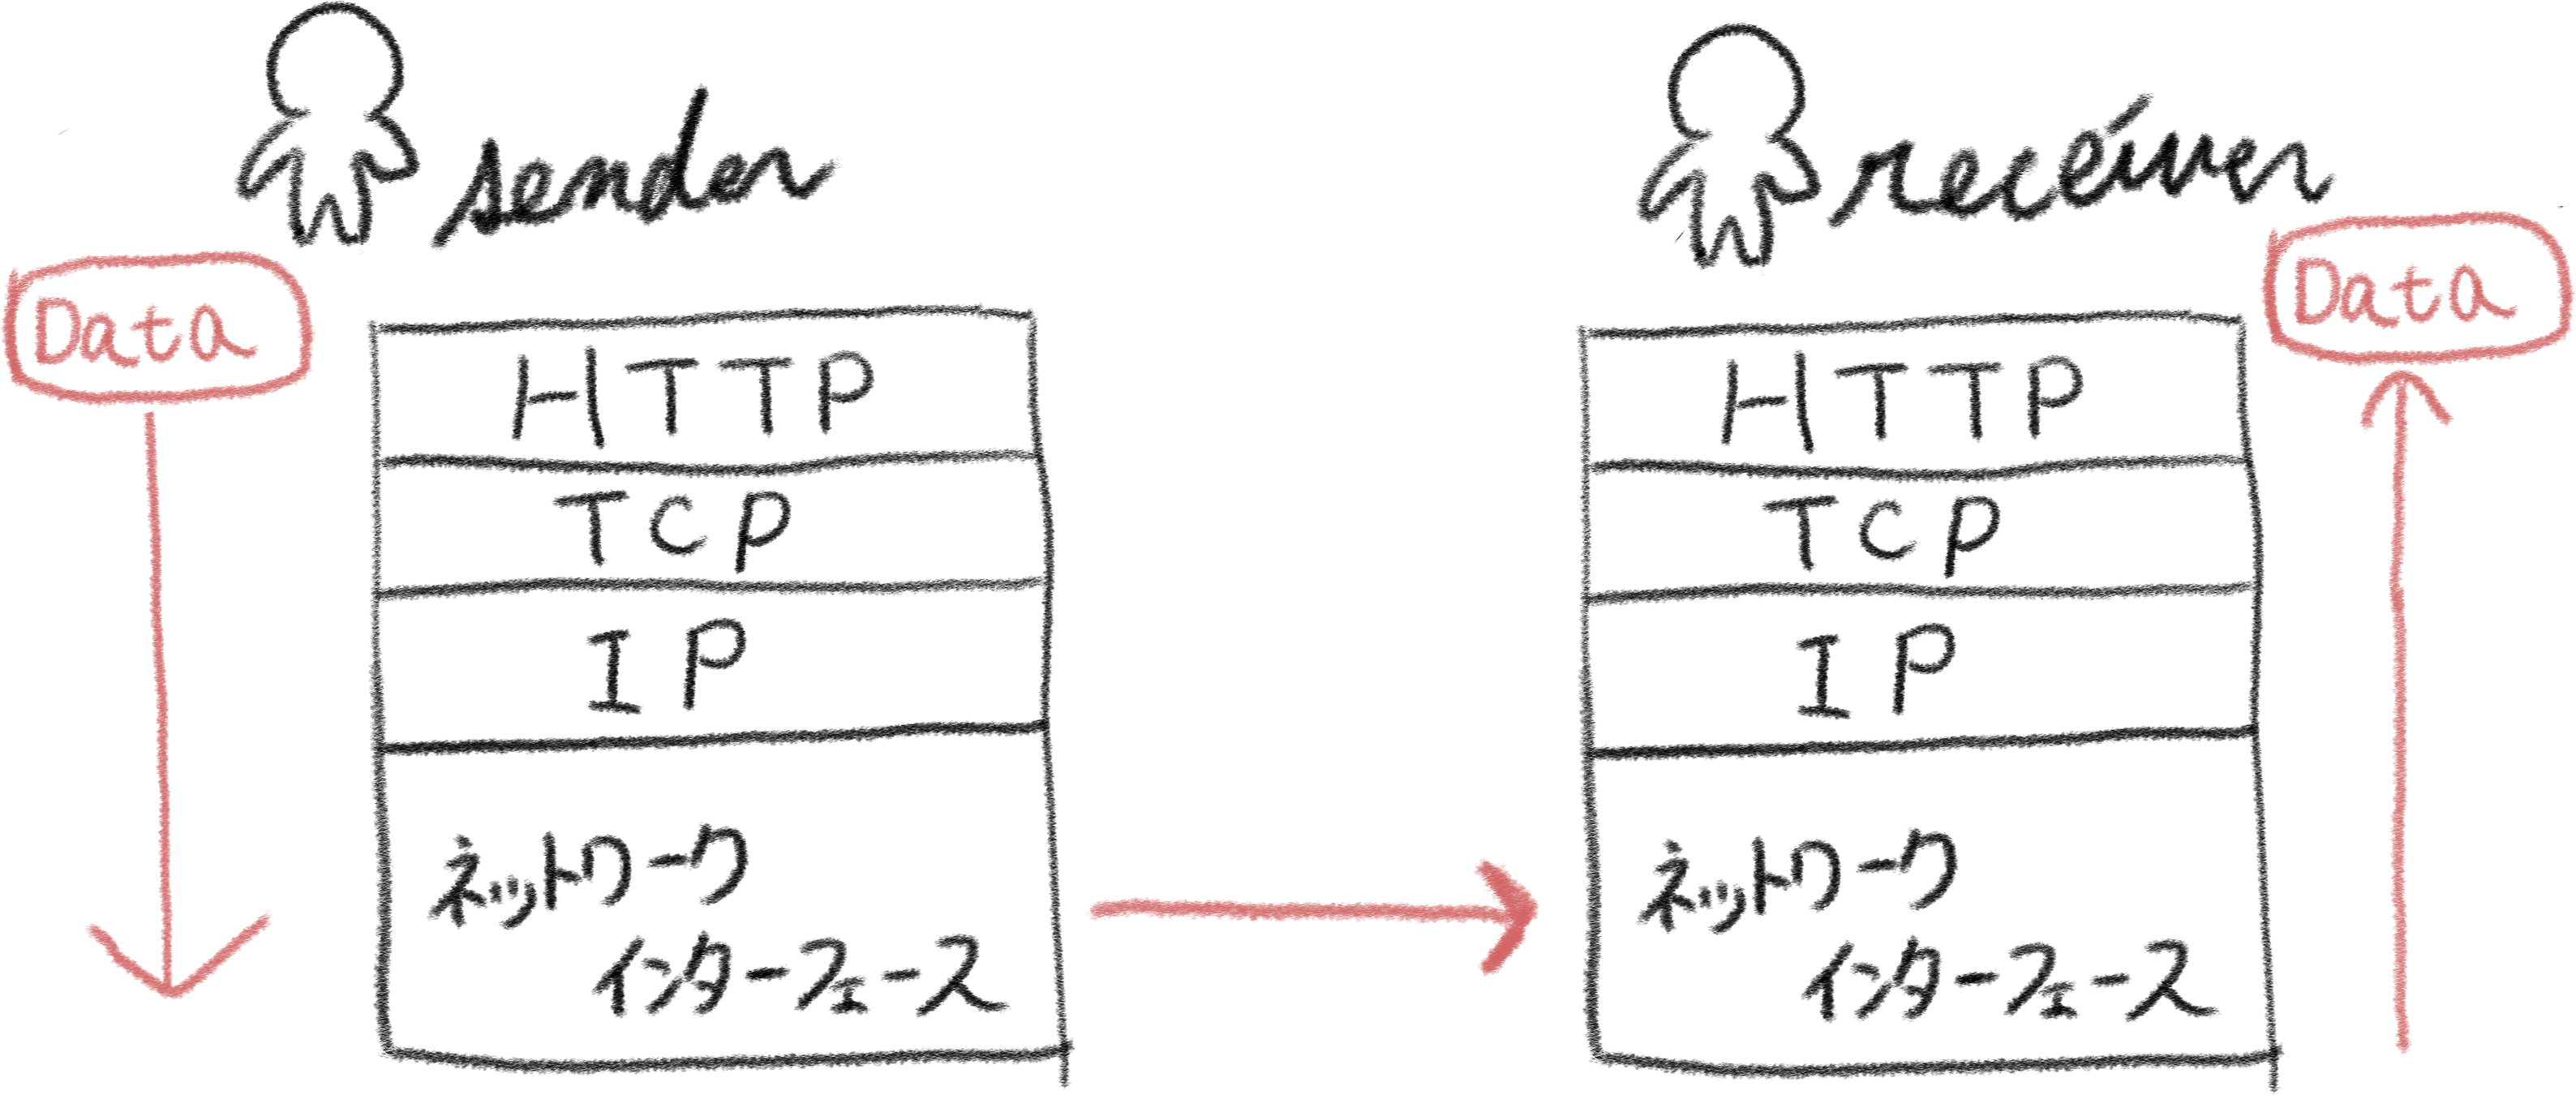 sender
Data
HTTP
TCP
IP
ネットワーク
インターフェース
receiver
Data
HTTP
TCP
IP
ネットワーク
インターフェース